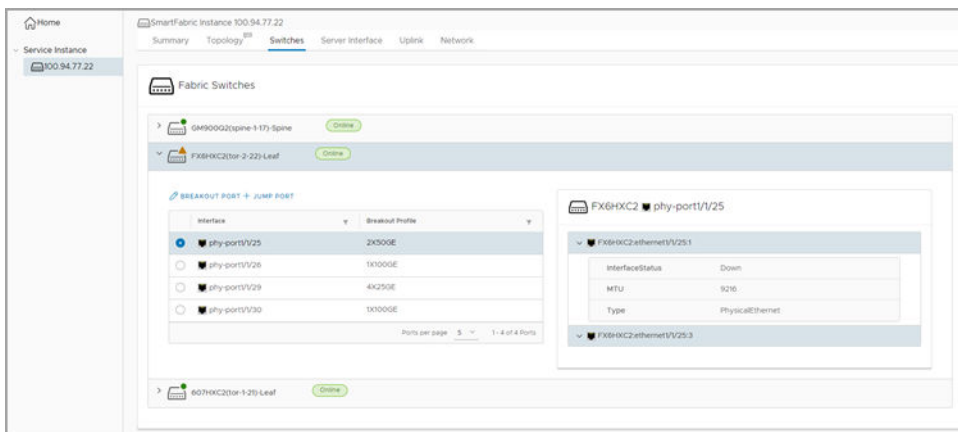 Home
SmartFabric Instance 100.94.77.22
Summary Topology Switches Server Interface Uplink Network
Service Instance
100.94.77.22
Fabric Switches
GM900G2(spine-1-17)-Spine Online
FX6HXC2(tor-2-22)-Leaf Online
BREAKOUT PORT + JUMP PORT
Interface Breakout Profile
phy-port1/1/25 2X50GE
phy-port1/1/26 1X100GE
phy-port1/1/29 4X25GE
phy-port1/1/30 1X100GE
Ports per page 5 1 - 4 of 4 Ports
FX6HXC2 phy-port1/1/25
FX6HXC2:ethernet1/1/25:1
InterfaceStatus Down
MTU 9216
Type PhysicalEthernet
FX6HXC2:ethernet1/1/25:3
607HXC2(tor-1-21)-Leaf Online